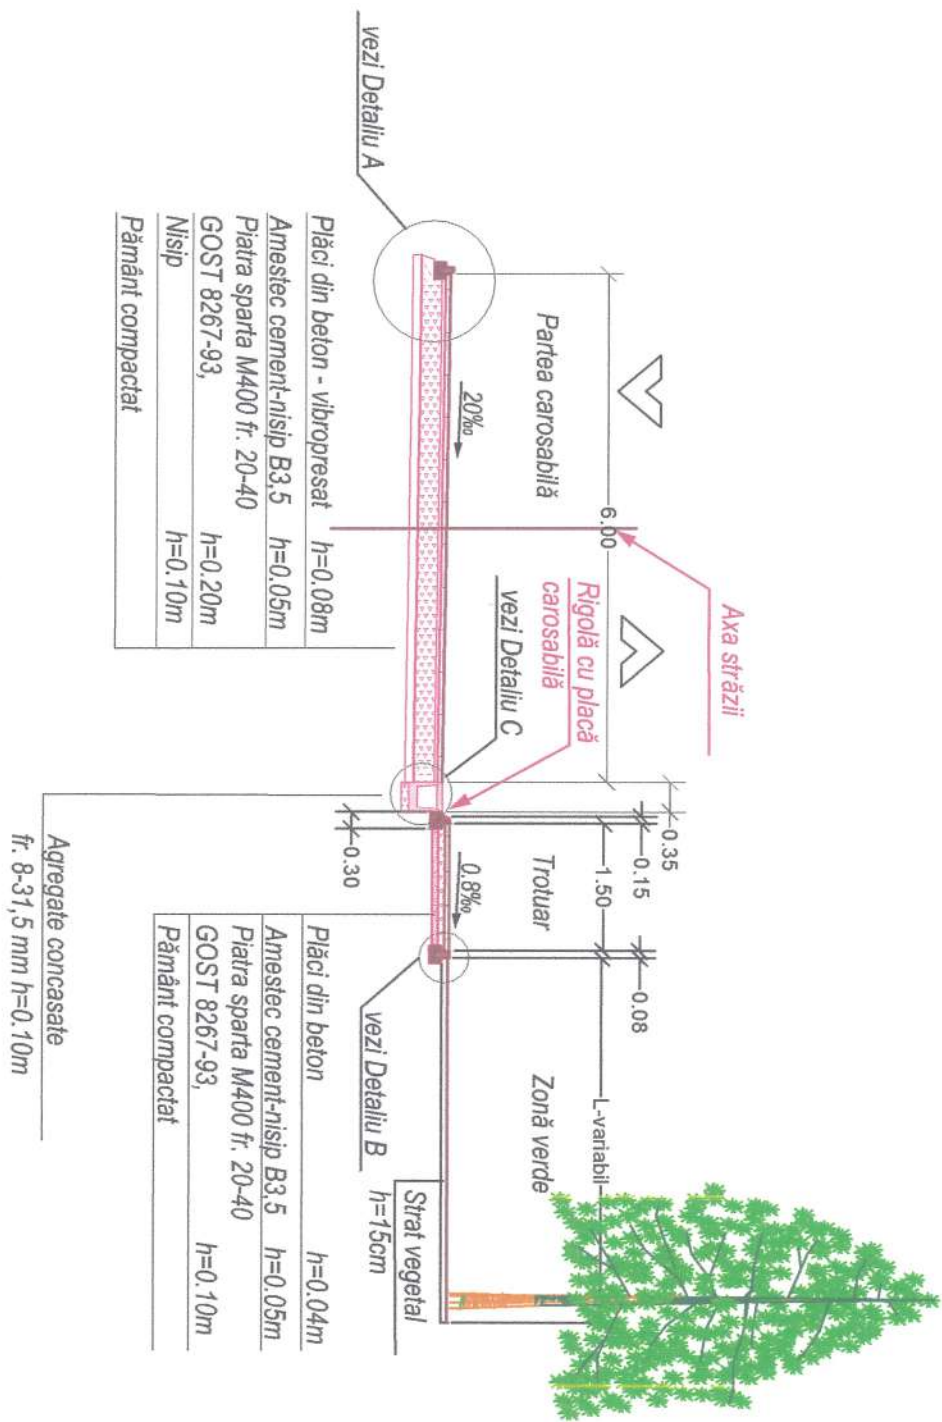 Axa străzii
6.00
0.35
0.15
1.50
0.08
L-variabil
Partea carosabilă
Rigolă cu placă
carosabilă
Trotuar
Zonă verde
vezi Detaliu C
20‰
0.8‰
vezi Detaliu A
0.30
vezi Detaliu B
Strat vegetal
h=15cm
Plăci din beton - vibropresat h=0.08m
Amestec cement-nisip B3,5 h=0.05m
Piatra sparta M400 fr. 20-40
GOST 8267-93, h=0.20m
Nisip h=0.10m
Pământ compactat
Plăci din beton h=0.04m
Amestec cement-nisip B3,5 h=0.05m
Piatra sparta M400 fr. 20-40
GOST 8267-93, h=0.10m
Pământ compactat
Agregate concasate
fr. 8-31,5 mm h=0.10m